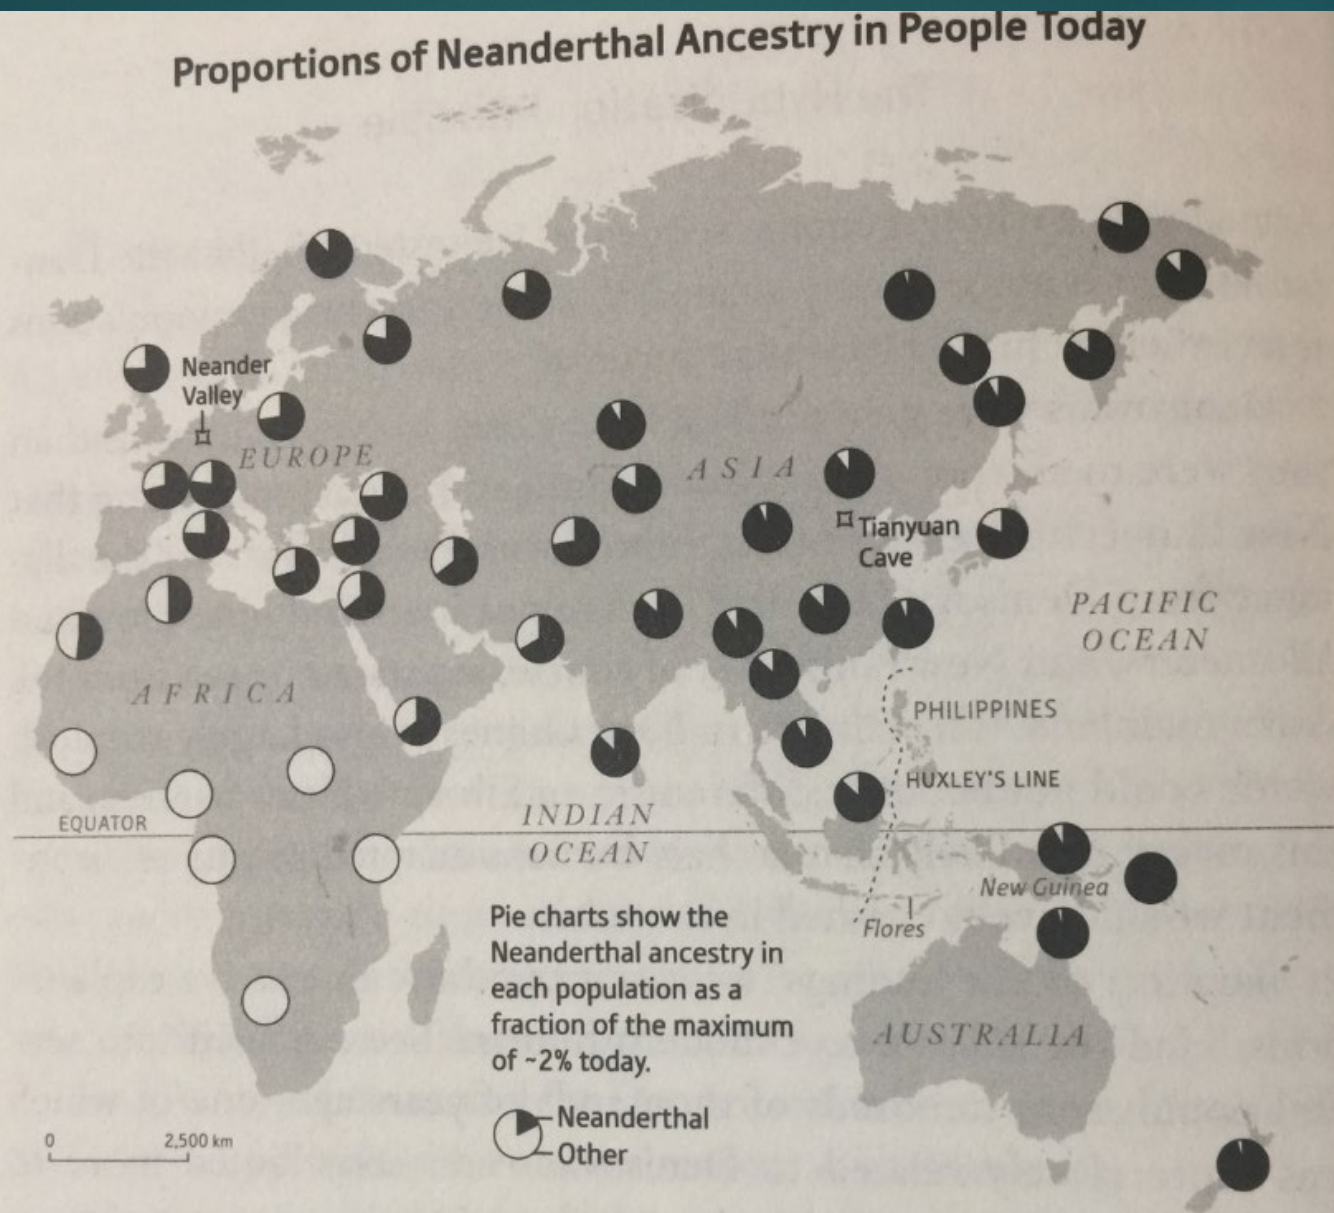 Proportions of Neanderthal Ancestry in People Today
Neander
Valley
EUROPE
ASIA
Tianyuan
Cave
PACIFIC
OCEAN
AFRICA
PHILIPPINES
HUXLEY'S LINE
EQUATOR
INDIAN
OCEAN
New Guinea
Flores
AUSTRALIA
Pie charts show the
Neanderthal ancestry in
each population as a
fraction of the maximum
of ~2% today.
Neanderthal
Other
0 2,500 km